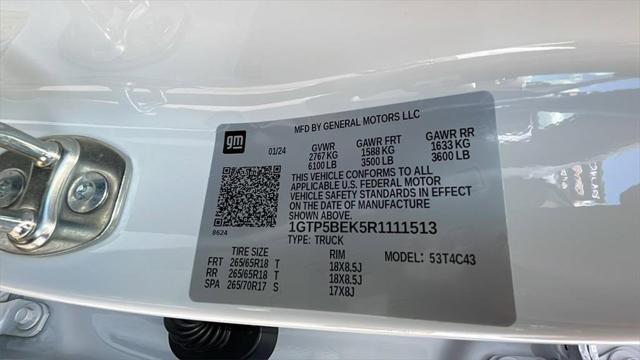 MFD BY GENERAL MOTORS LLC
gm 01/24 GVWR GAWR FRT GAWR RR
2767 KG 1588 KG 1633 KG
6100 LB 3500 LB 3600 LB
THIS VEHICLE CONFORMS TO ALL
APPLICABLE U.S. FEDERAL MOTOR
VEHICLE SAFETY STANDARDS IN EFFECT
ON THE DATE OF MANUFACTURE
SHOWN ABOVE.
8624 1GTP5BEK5R1111513
TYPE: TRUCK
TIRE SIZE RIM MODEL: 53T4C43
FRT 265/65R18 T 18X8.5J
RR 265/65R18 T 18X8.5J
SPA 265/70R17 S 17X8J